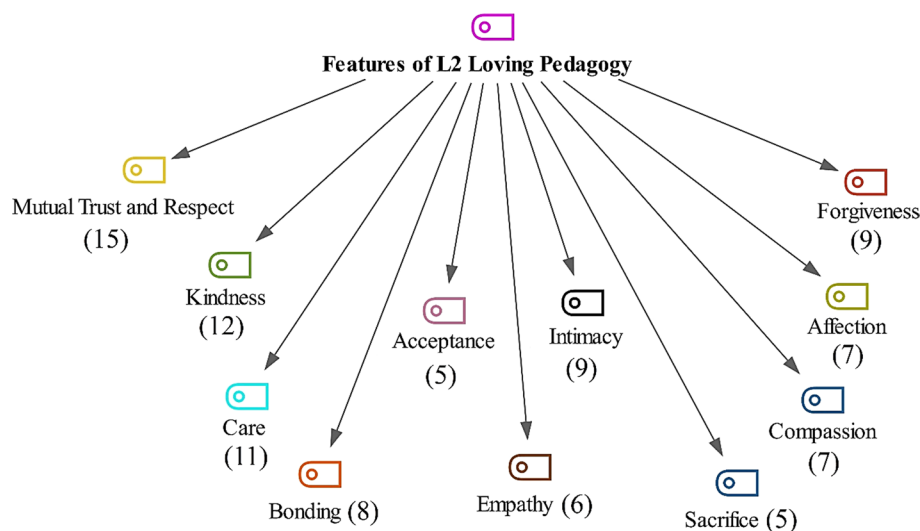 Features of L2 Loving Pedagogy
Mutual Trust and Respect
(15)
Kindness
(12)
Care
(11)
Bonding (8)
Acceptance
(5)
Empathy (6)
Intimacy
(9)
Sacrifice (5)
Compassion
(7)
Affection
(7)
Forgiveness
(9)